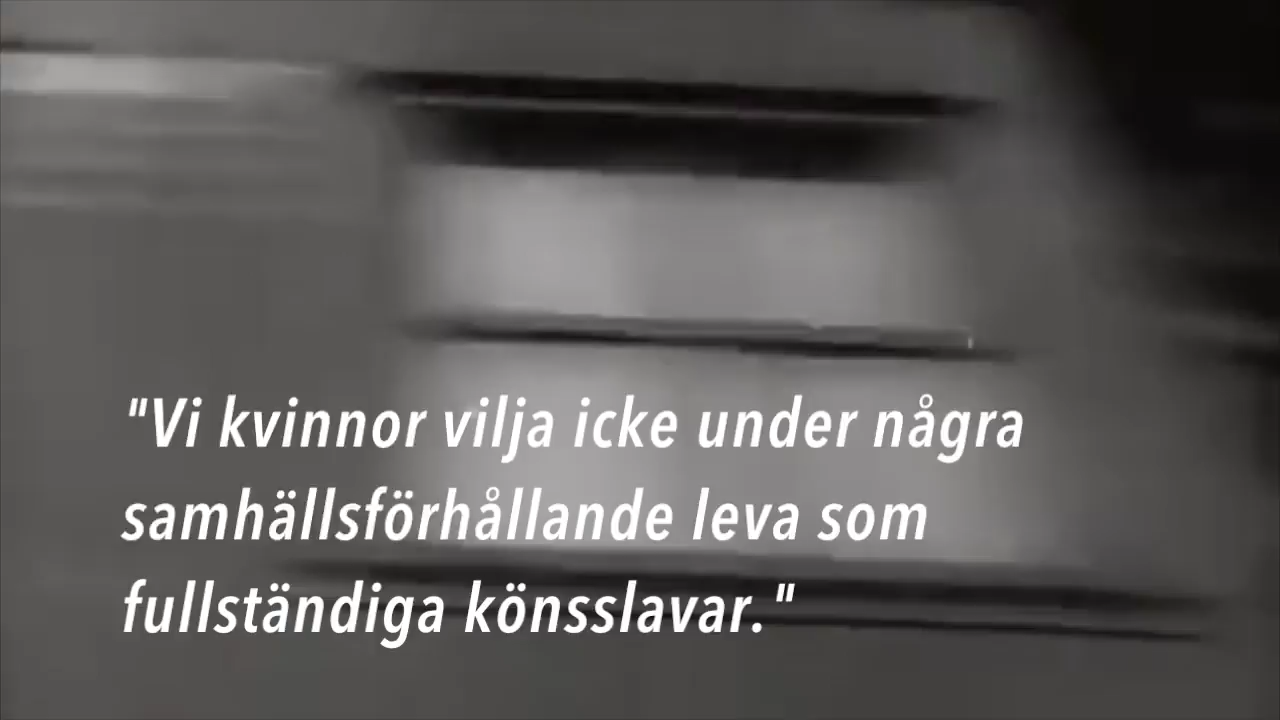 "Vi kvinnor vilja icke under några
samhällsförhållande leva som
fullständiga könsslavar."